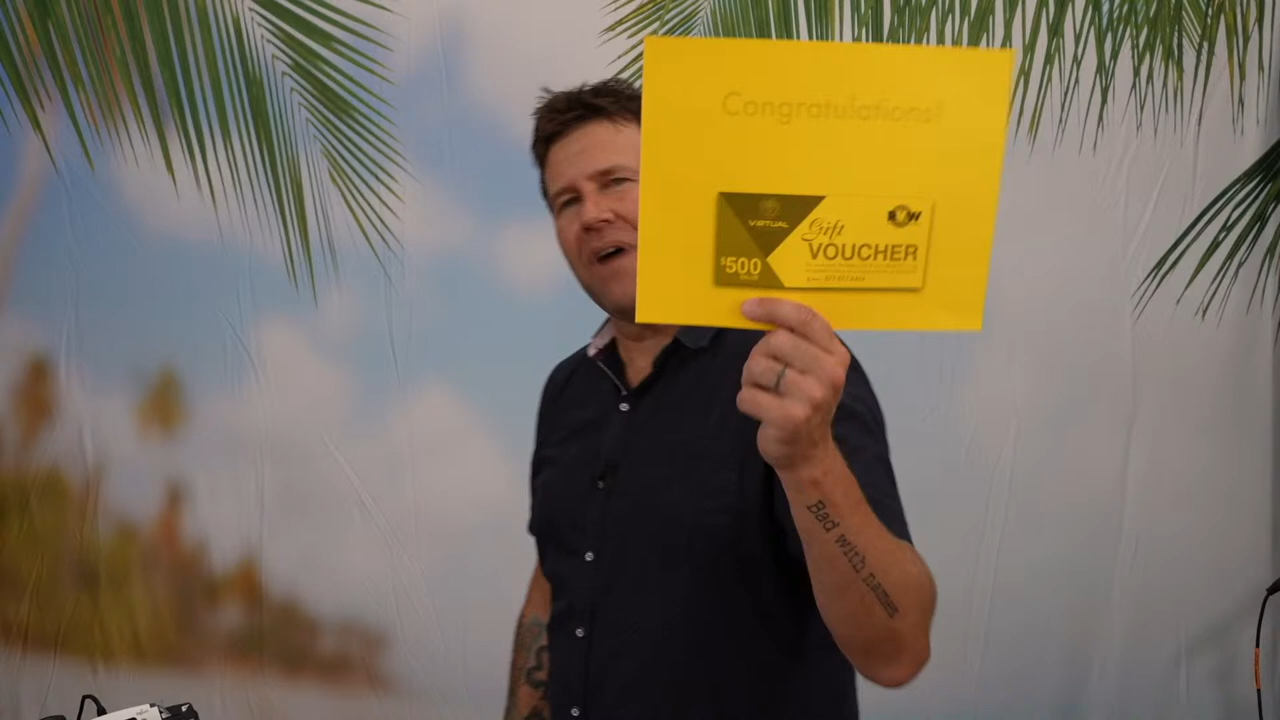 Congratulations!
VIRTUAL
Gift
VOUCHER
$500
Bad with names